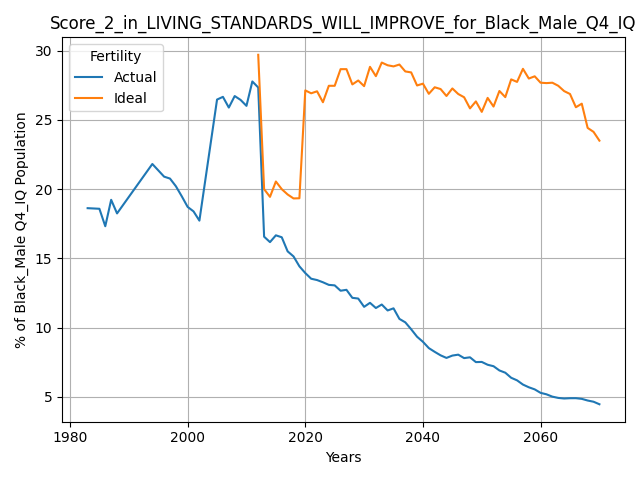 Score_2_in_LIVING_STANDARDS_WILL_IMPROVE_for_Black_Male_Q4_IQ
Fertility
Actual
Ideal
% of Black_Male Q4_IQ Population
30
25
20
15
10
5
1980
2000
2020
2040
2060
Years